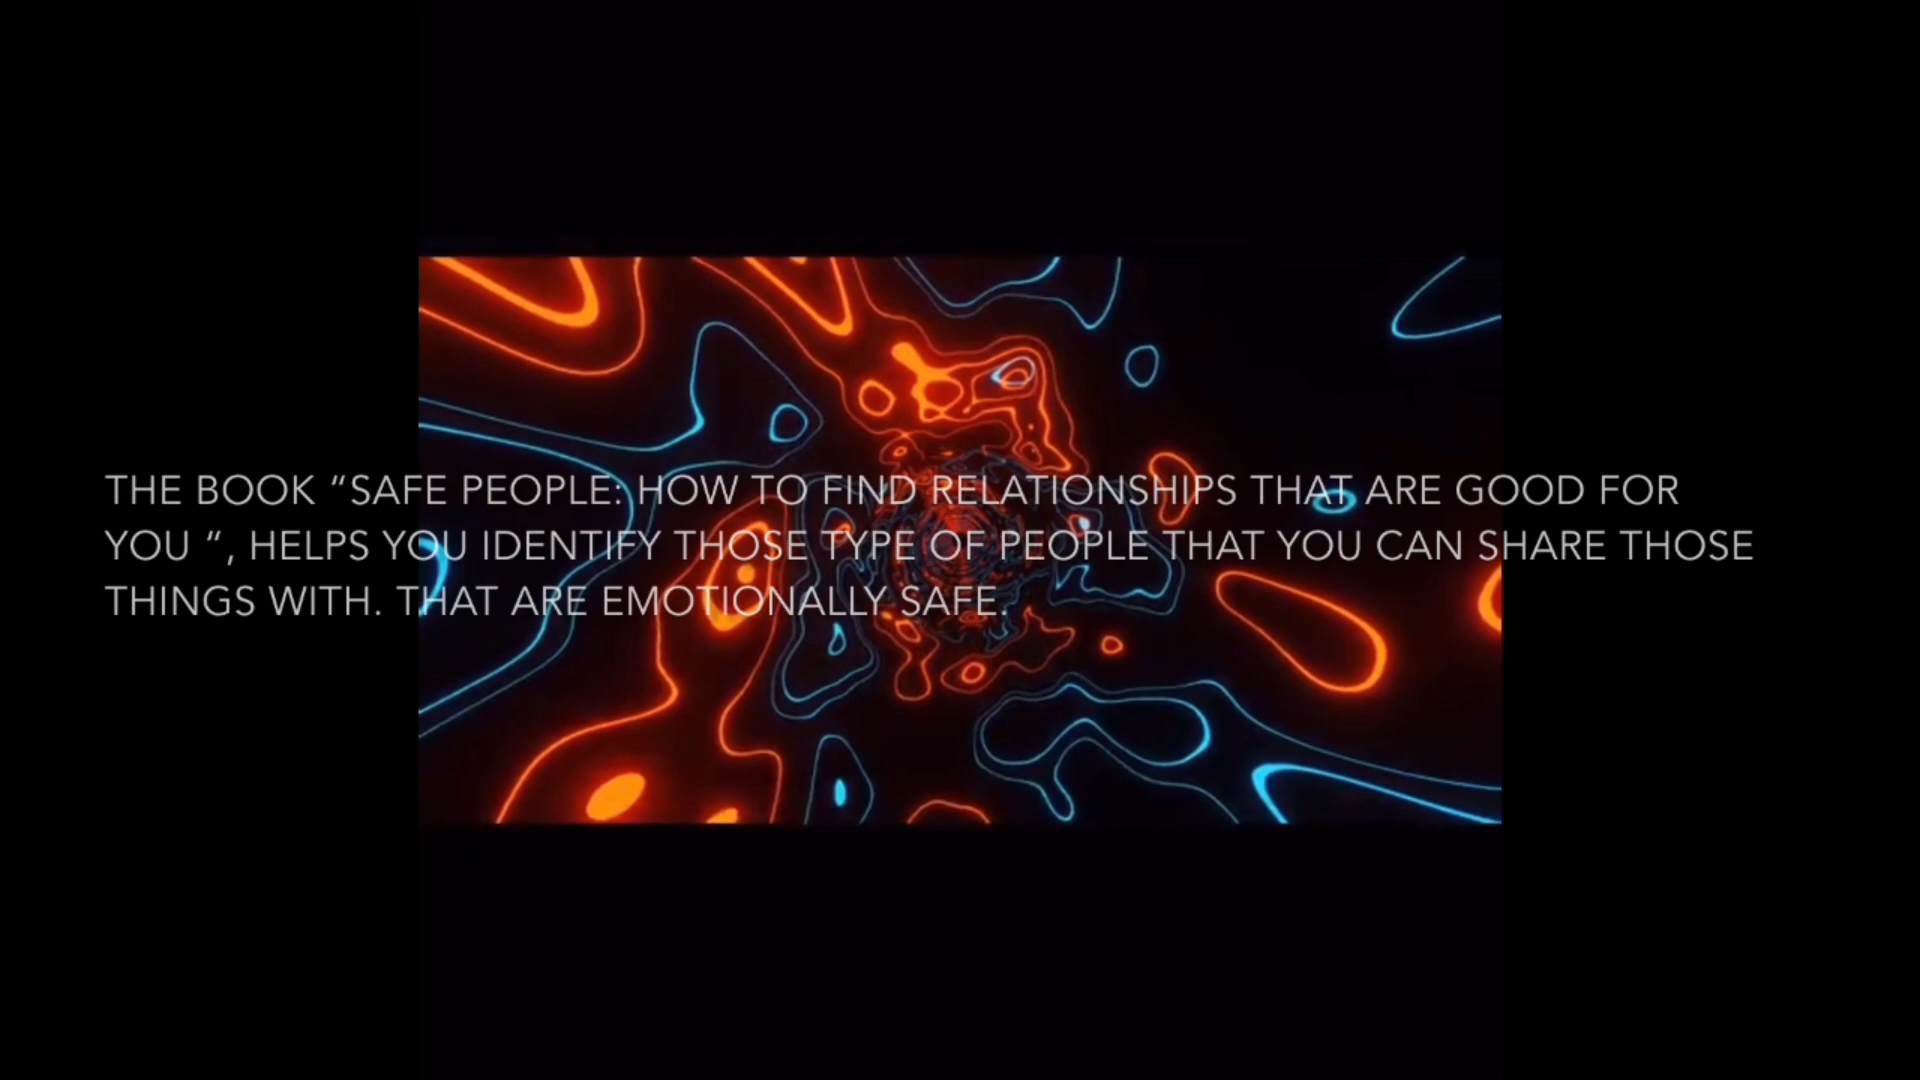 THE BOOK “SAFE PEOPLE: HOW TO FIND RELATIONSHIPS THAT ARE GOOD FOR
YOU “, HELPS YOU IDENTIFY THOSE TYPE OF PEOPLE THAT YOU CAN SHARE THOSE
THINGS WITH. THAT ARE EMOTIONALLY SAFE.